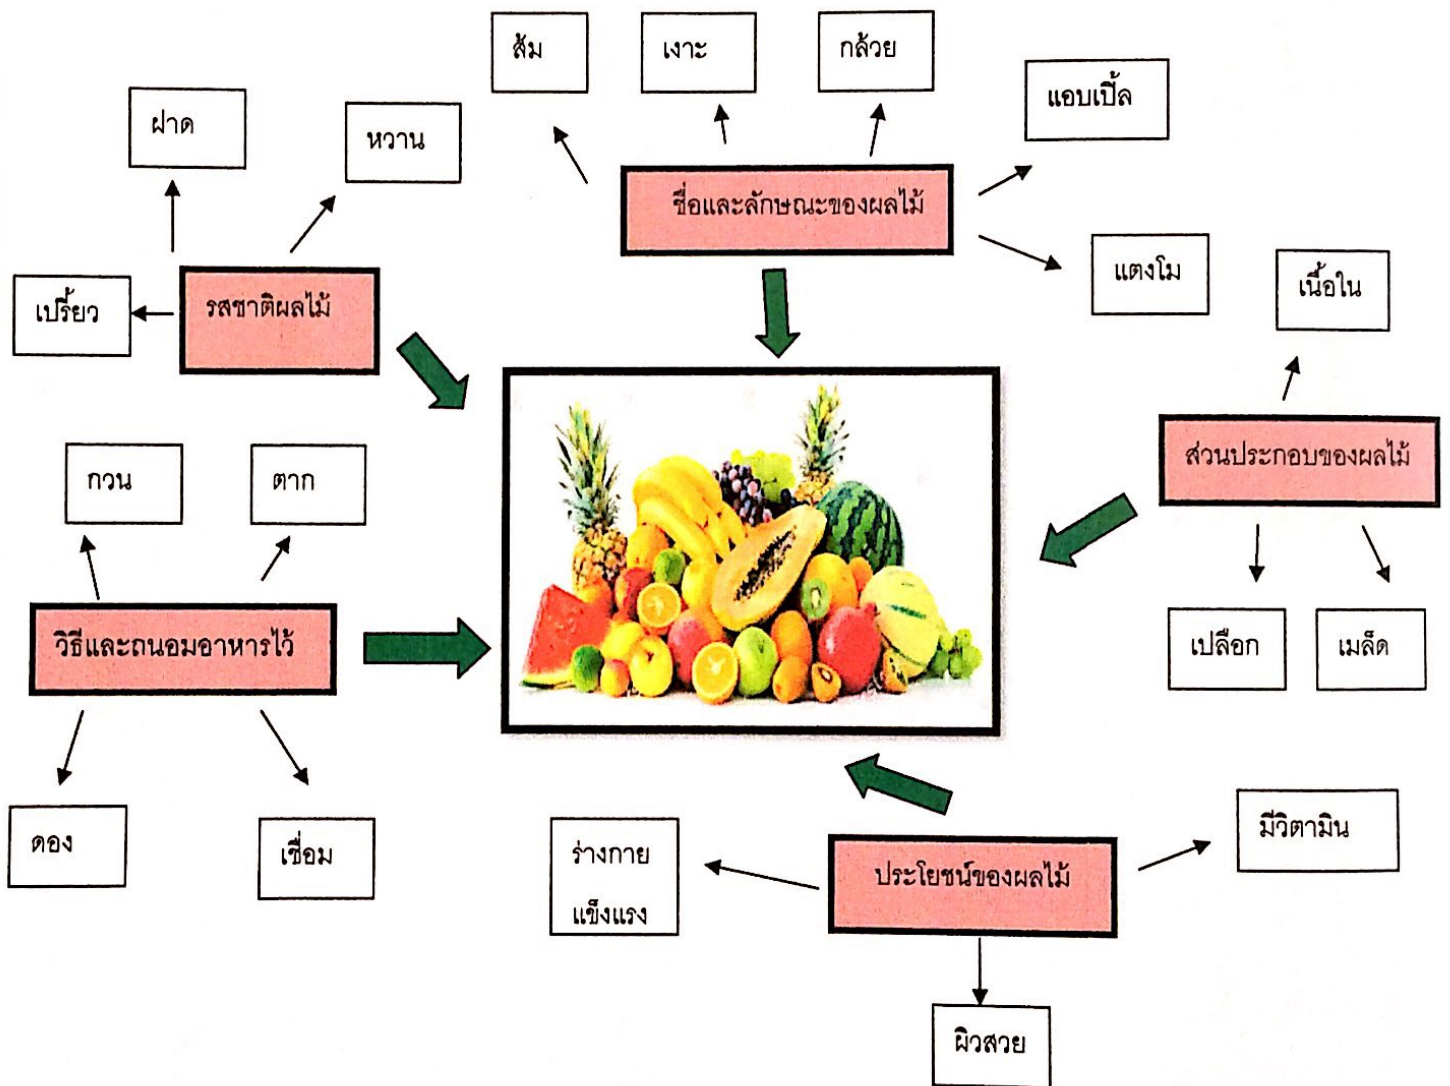 ส้ม
เงาะ
กล้วย
แอบเปิ้ล
ฝาด
หวาน
ชื่อและลักษณะของผลไม้
แตงโม
เนื้อใน
เปรี้ยว
รสชาติผลไม้
ส่วนประกอบของผลไม้
กวน
ตาก
วิธีและถนอมอาหารไว้
เปลือก
เมล็ด
ดอง
เชื่อม
ร่างกาย
แข็งแรง
ประโยชน์ของผลไม้
มีวิตามิน
ผิวสวย